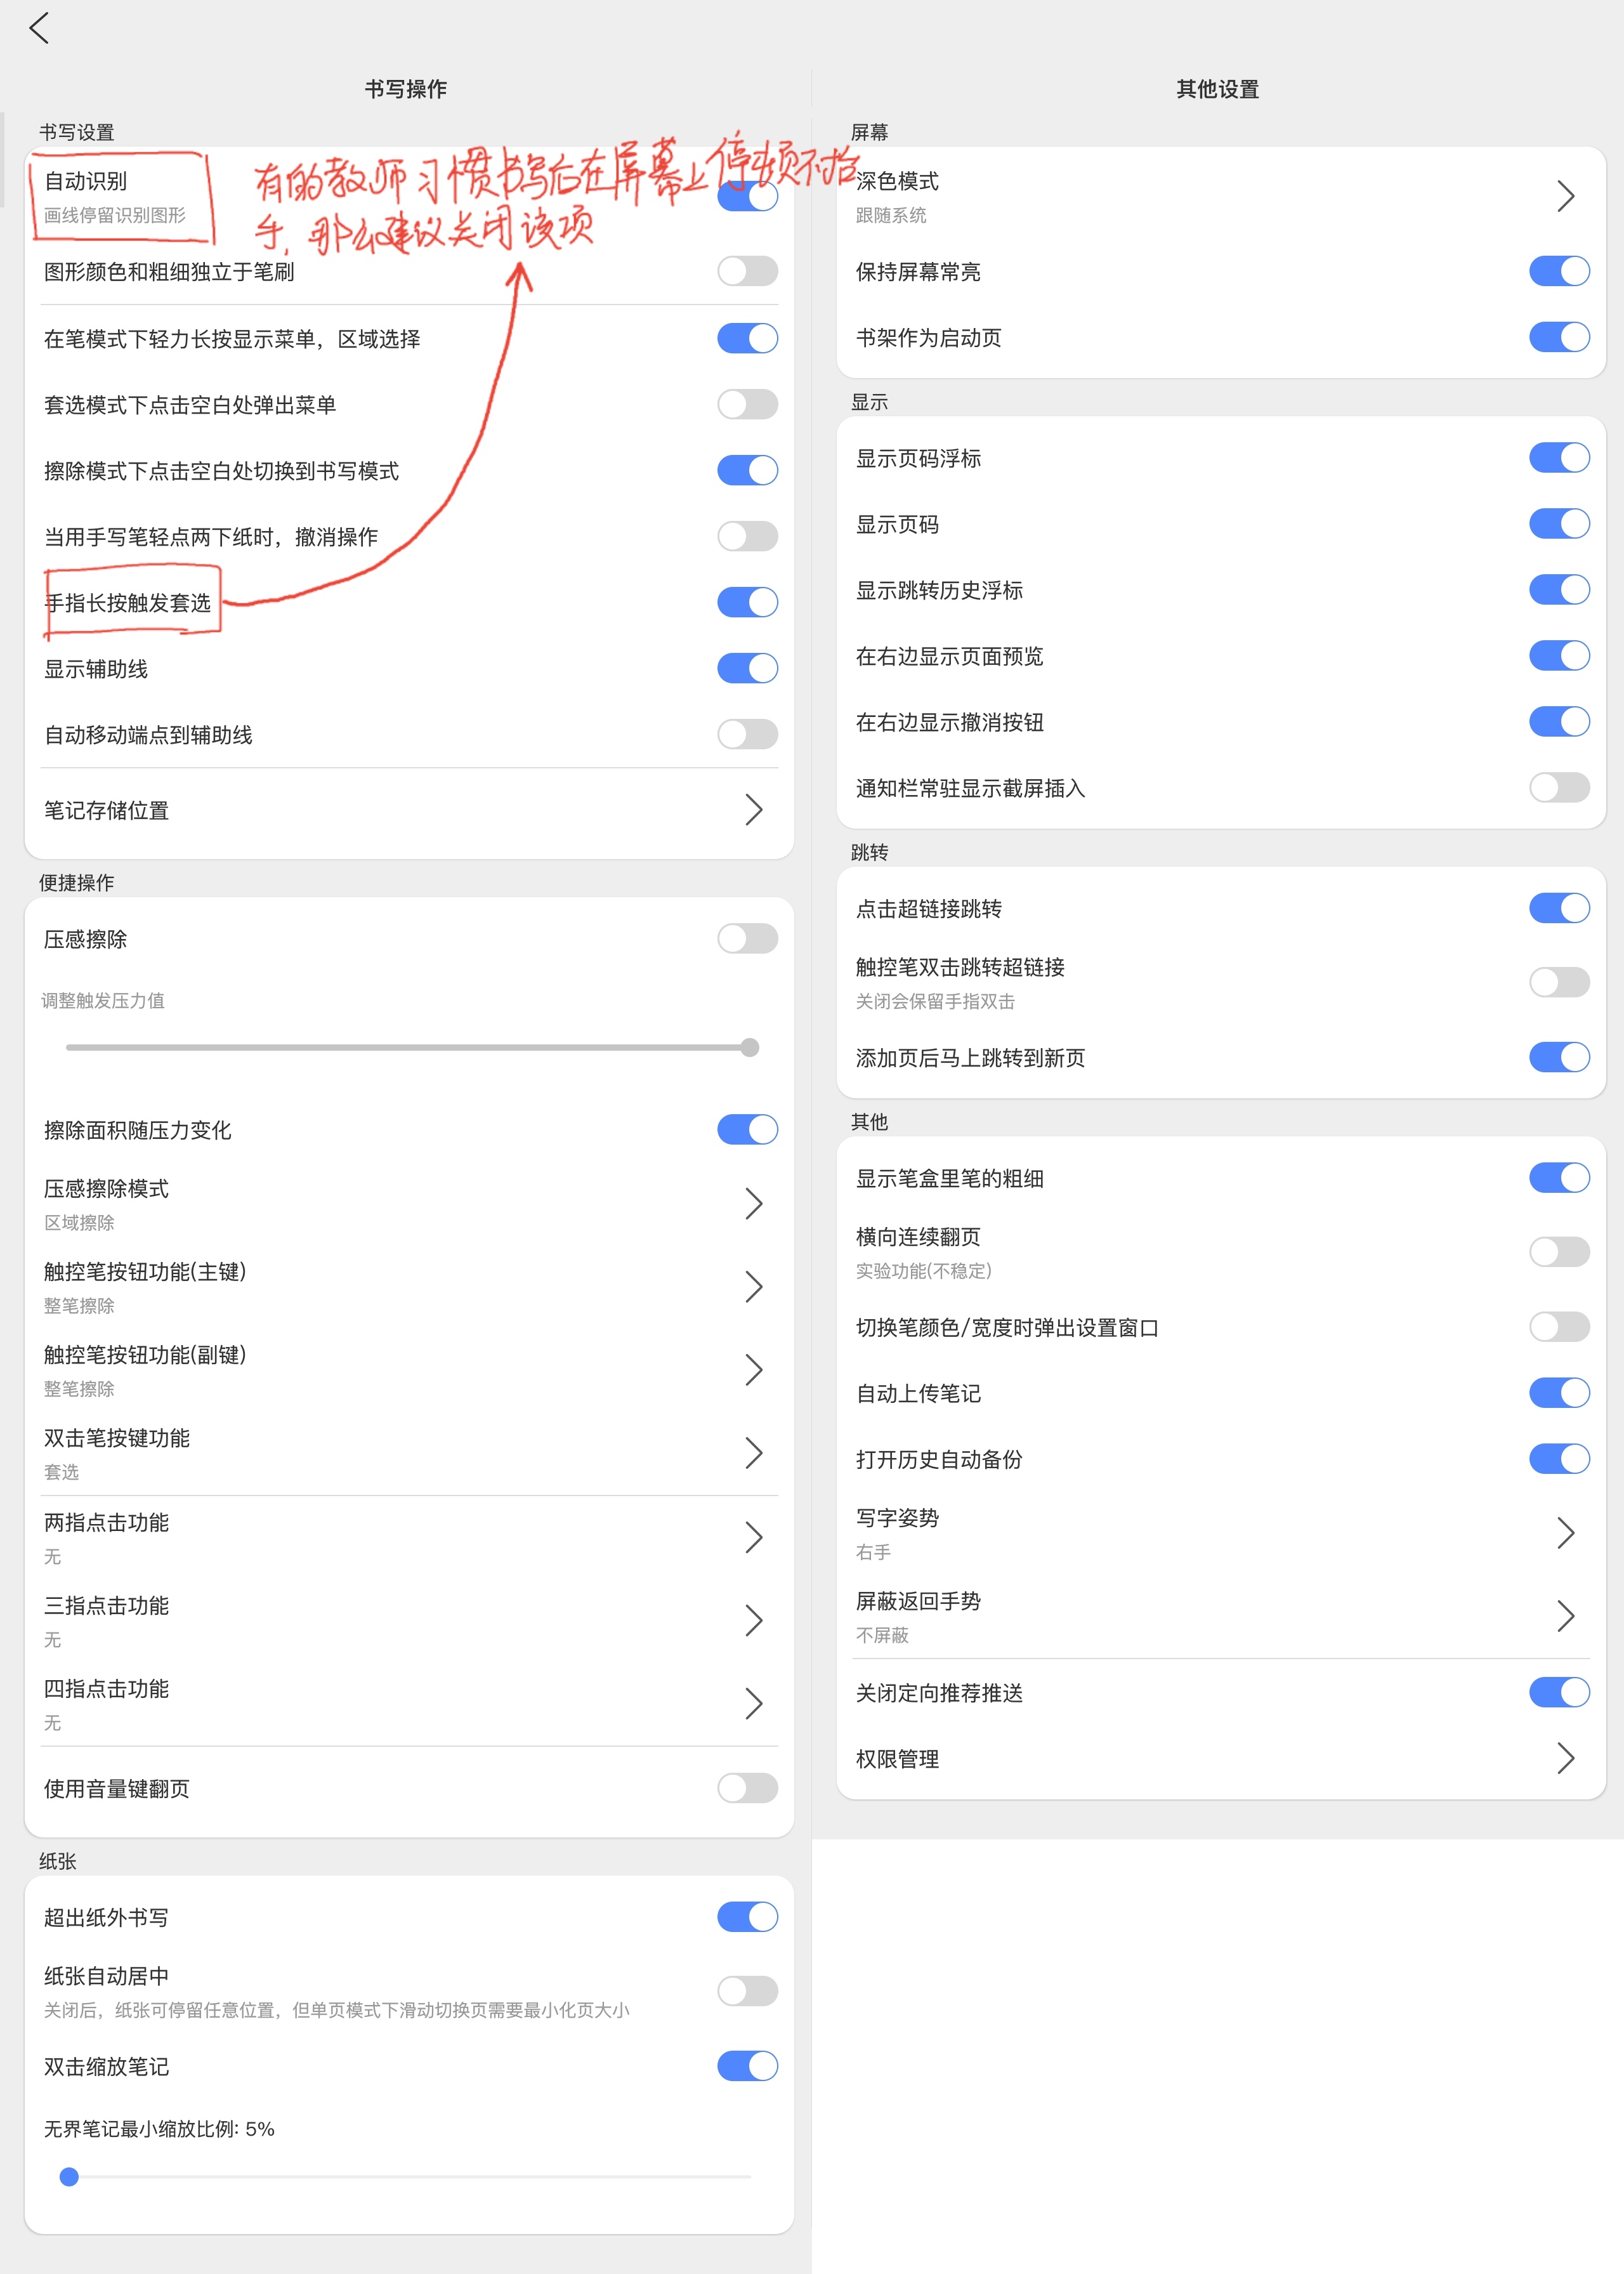 书写操作
书写设置
自动识别
画线停留识别图形
有的教师习惯书写后在屏幕上停顿不抬
手,那么建议关闭该项
图形颜色和粗细独立于笔刷
在笔模式下轻力长按显示菜单，区域选择
套选模式下点击空白处弹出菜单
擦除模式下点击空白处切换到书写模式
当用手写笔轻点两下纸时，撤消操作
手指长按触发套选
显示辅助线
自动移动端点到辅助线
笔记存储位置
便捷操作
压感擦除
调整触发压力值
擦除面积随压力变化
压感擦除模式
区域擦除
触控笔按钮功能(主键)
整笔擦除
触控笔按钮功能(副键)
整笔擦除
双击笔按键功能
套选
两指点击功能
无
三指点击功能
无
四指点击功能
无
使用音量键翻页
纸张
超出纸外书写
纸张自动居中
关闭后，纸张可停留任意位置，但单页模式下滑动切换页需要最小化页大小
双击缩放笔记
无界笔记最小缩放比例: 5%
其他设置
屏幕
深色模式
跟随系统
保持屏幕常亮
书架作为启动页
显示
显示页码浮标
显示页码
显示跳转历史浮标
在右边显示页面预览
在右边显示撤消按钮
通知栏常驻显示截屏插入
跳转
点击超链接跳转
触控笔双击跳转超链接
关闭会保留手指双击
添加页后马上跳转到新页
其他
显示笔盒里笔的粗细
横向连续翻页
实验功能(不稳定)
切换笔颜色/宽度时弹出设置窗口
自动上传笔记
打开历史自动备份
写字姿势
右手
屏蔽返回手势
不屏蔽
关闭定向推荐推送
权限管理